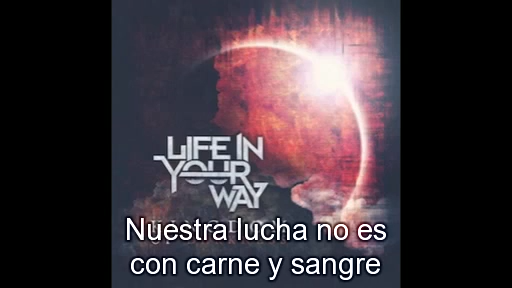 LIFE IN
YOUR
WAY
Nuestra lucha no es
con carne y sangre